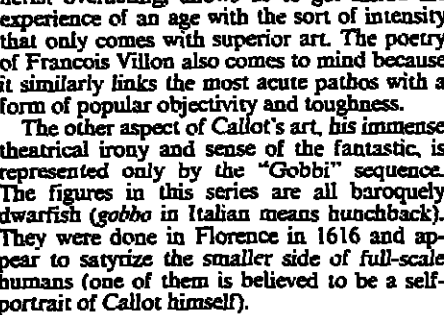 experience of an age with the sort of intensity
that only comes with superior art. The poetry
of Francois Villon also comes to mind because
it similarly links the most acute pathos with a
form of popular objectivity and toughness.
The other aspect of Callot's art, his immense
theatrical irony and sense of the fantastic, is
represented only by the "Gobbi" sequence.
The figures in this series are all baroquely
dwarfish (gobbo in Italian means hunchback).
They were done in Florence in 1616 and ap-
pear to satyrize the smaller side of full-scale
humans (one of them is believed to be a self-
portrait of Callot himself).